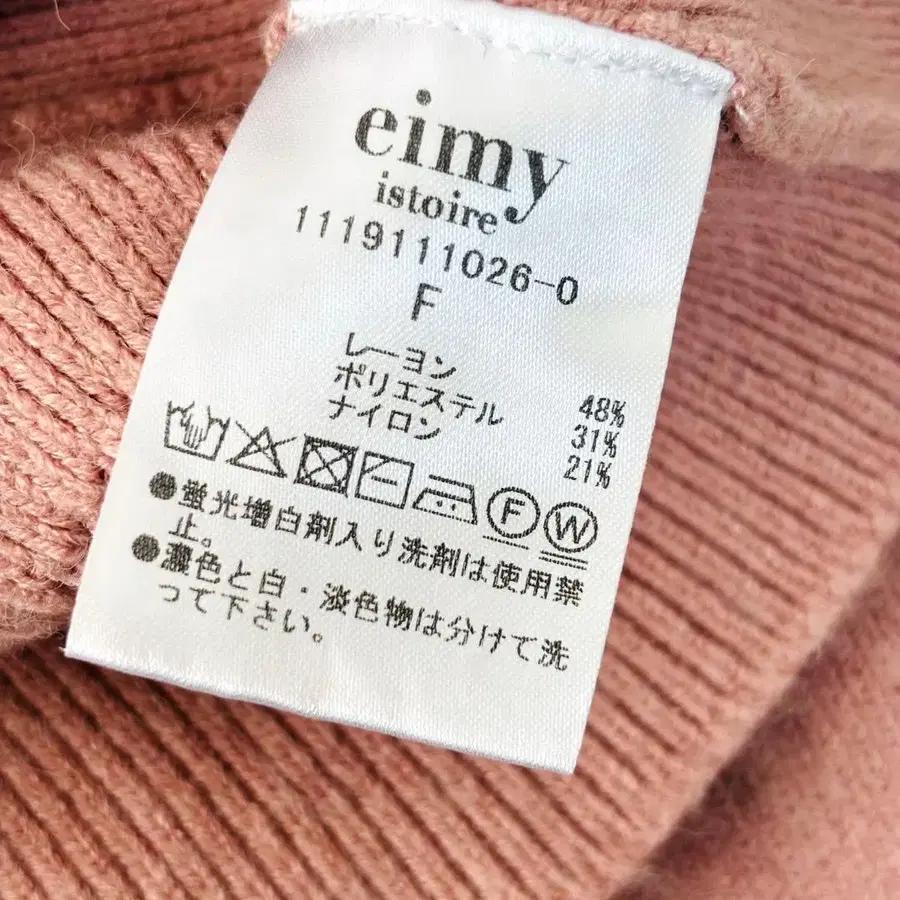 eimy
istoire
1119111026-0
F
レーヨン 48%
ポリエステル 31%
ナイロン 21%
F W
●蛍光増白剤入り洗剤は使用禁
止。
●濃色と白・淡色物は分けて洗
って下さい。